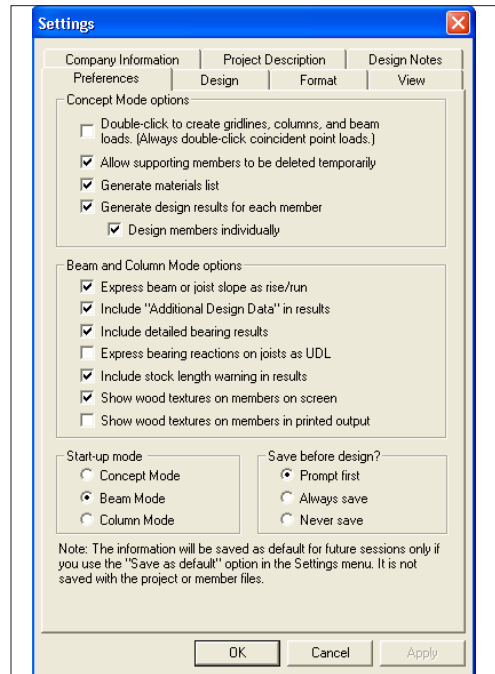 Settings
Company Information Project Description Design Notes
Preferences Design Format View
Concept Mode options
Double-click to create gridlines, columns, and beam
loads. (Always double-click coincident point loads.)
Allow supporting members to be deleted temporarily
Generate materials list
Generate design results for each member
Design members individually
Beam and Column Mode options
Express beam or joist slope as rise/run
Include "Additional Design Data" in results
Include detailed bearing results
Express bearing reactions on joists as UDL
Include stock length warning in results
Show wood textures on members on screen
Show wood textures on members in printed output
Start-up mode
Concept Mode
Beam Mode
Column Mode
Save before design?
Prompt first
Always save
Never save
Note: The information will be saved as default for future sessions only if
you use the "Save as default" option in the Settings menu. It is not
saved with the project or member files.
OK Cancel Apply